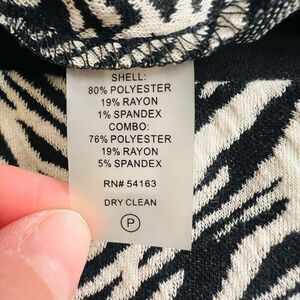 SHELL:
80% POLYESTER
19% RAYON
1% SPANDEX
COMBO:
76% POLYESTER
19% RAYON
5% SPANDEX
RN# 54163
DRY CLEAN
P